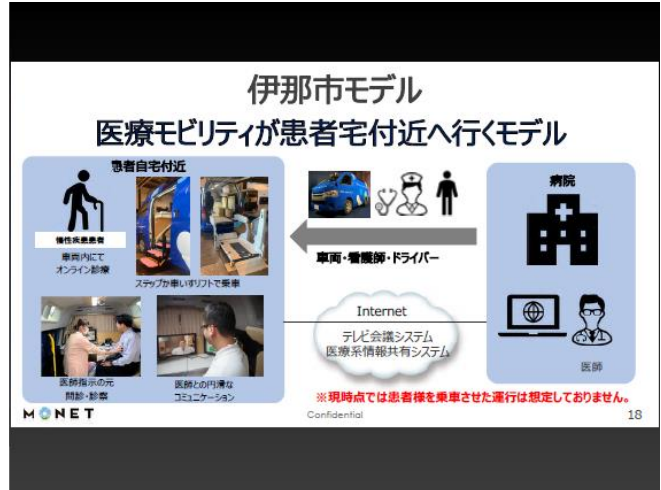 伊那市モデル
医療モビリティが患者宅付近へ行くモデル
患者自宅付近
慢性疾患患者
車両内にて
オンライン診療
ステップか車いすリフトで乗車
医師指示の元
問診・診察
医師との円滑な
コミュニケーション
車両・看護師・ドライバー
Internet
テレビ会議システム
医療系情報共有システム
病院
医師
※現時点では患者様を乗車させた運行は想定しておりません。
MONET
Confidential
18